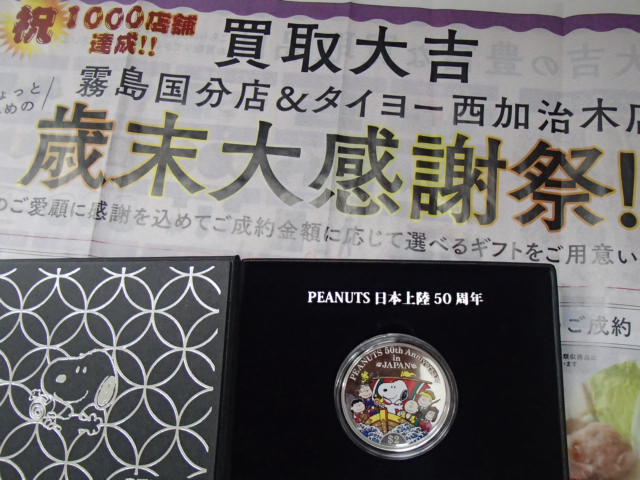 祝
1000店舗
達成!!
買取大吉
霧島国分店&タイヨー西加治木店
ょっと
歳末大感謝祭!
のご愛顧に感謝を込めてご成約金額に応じて選べるギフトをご用意い
ご成約
PEANUTS 日本上陸 50 周年
PEANUTS 50th Anniversary
in
JAPAN
$2